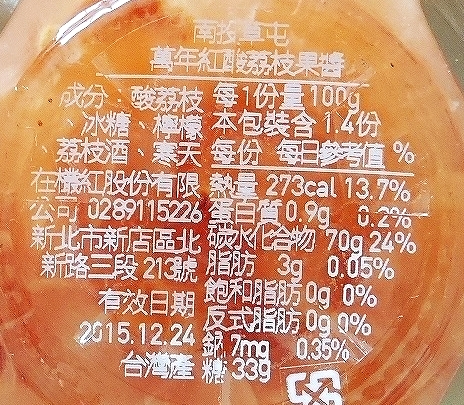 南投草屯
萬年紅酸荔枝果醬
成分：酸荔枝
、冰糖、檸檬
、荔枝酒、寒天
在欉紅股份有限
公司 0289115226
新北市新店區北
新路三段 213號
有效日期
2015.12.24
台灣產
每1份量100g
本包裝含 1.4份
每份 每日參考值 %
熱量 273cal 13.7%
蛋白質 0.9g 0.2%
碳水化合物 70g 24%
脂肪 3g 0.05%
飽和脂肪 0g 0%
反式脂肪 0g 0%
鈉 7mg 0.35%
糖 33g